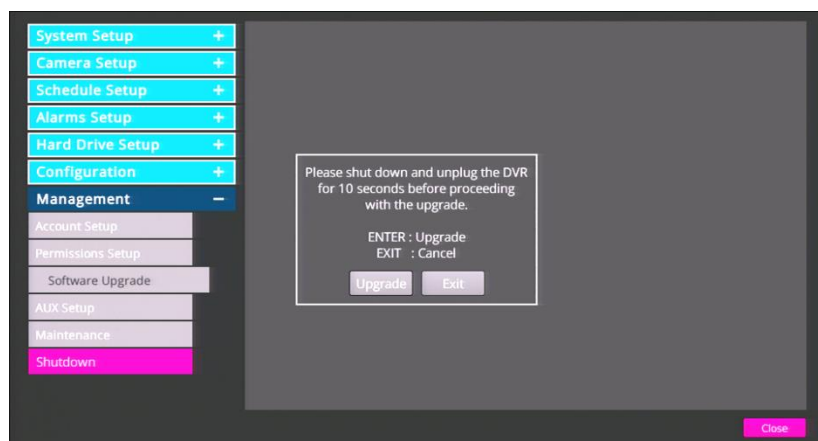 System Setup +
Camera Setup +
Schedule Setup +
Alarms Setup +
Hard Drive Setup +
Configuration +
Management −
Account Setup
Permissions Setup
Software Upgrade
AUX Setup
Maintenance
Shutdown
Please shut down and unplug the DVR
for 10 seconds before proceeding
with the upgrade.
ENTER : Upgrade
EXIT : Cancel
Upgrade Exit
Close